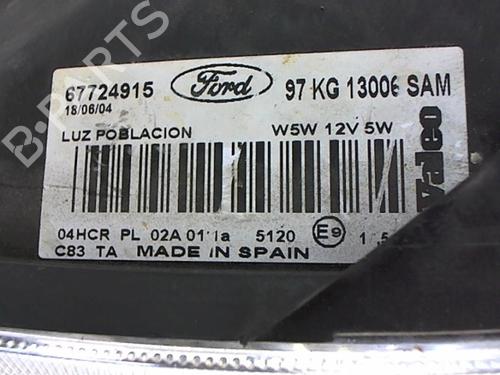 B-PARTS
67724915 Ford 97 KG 13006 SAM
18/06/04
LUZ POBLACION W5W 12V 5W
Valeo
04HCR PL 02A 01 1a 5120 E9
C83 TA MADE IN SPAIN